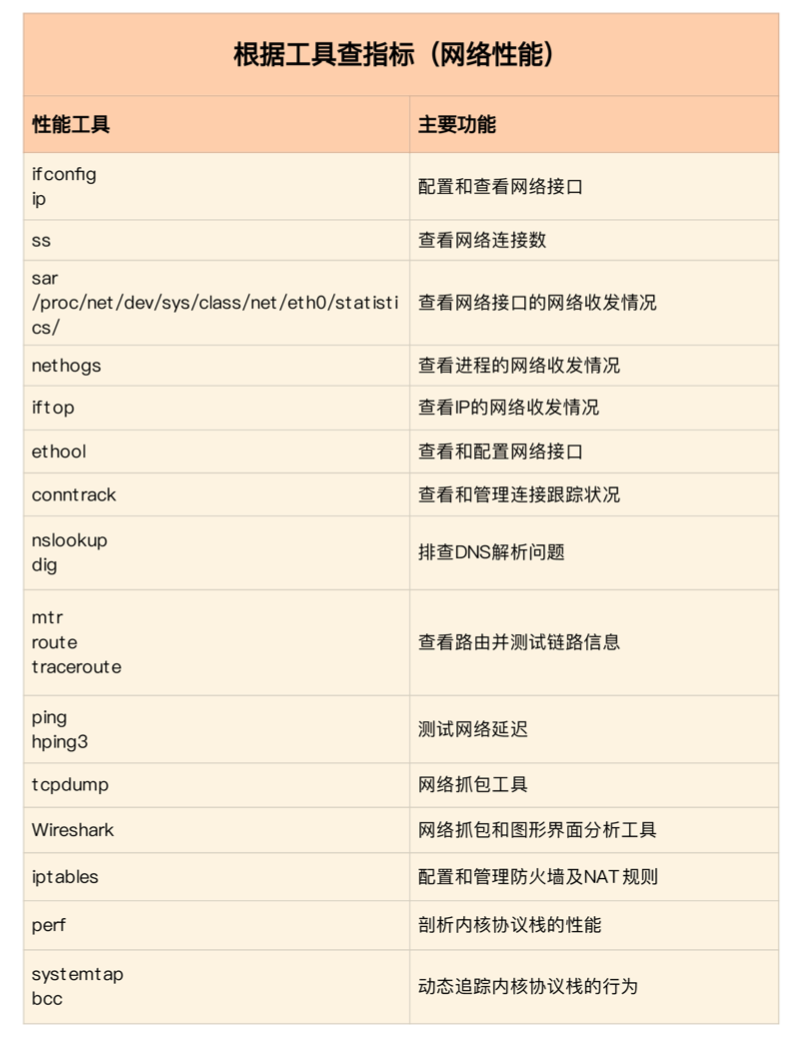 根据工具查指标（网络性能）
性能工具
主要功能
ifconfig
ip
配置和查看网络接口
ss
查看网络连接数
sar
/proc/net/dev/sys/class/net/eth0/statisti
cs/
查看网络接口的网络收发情况
nethogs
查看进程的网络收发情况
iftop
查看IP的网络收发情况
ethool
查看和配置网络接口
conntrack
查看和管理连接跟踪状况
nslookup
dig
排查DNS解析问题
mtr
route
traceroute
查看路由并测试链路信息
ping
hping3
测试网络延迟
tcpdump
网络抓包工具
Wireshark
网络抓包和图形界面分析工具
iptables
配置和管理防火墙及NAT规则
perf
剖析内核协议栈的性能
systemtap
bcc
动态追踪内核协议栈的行为